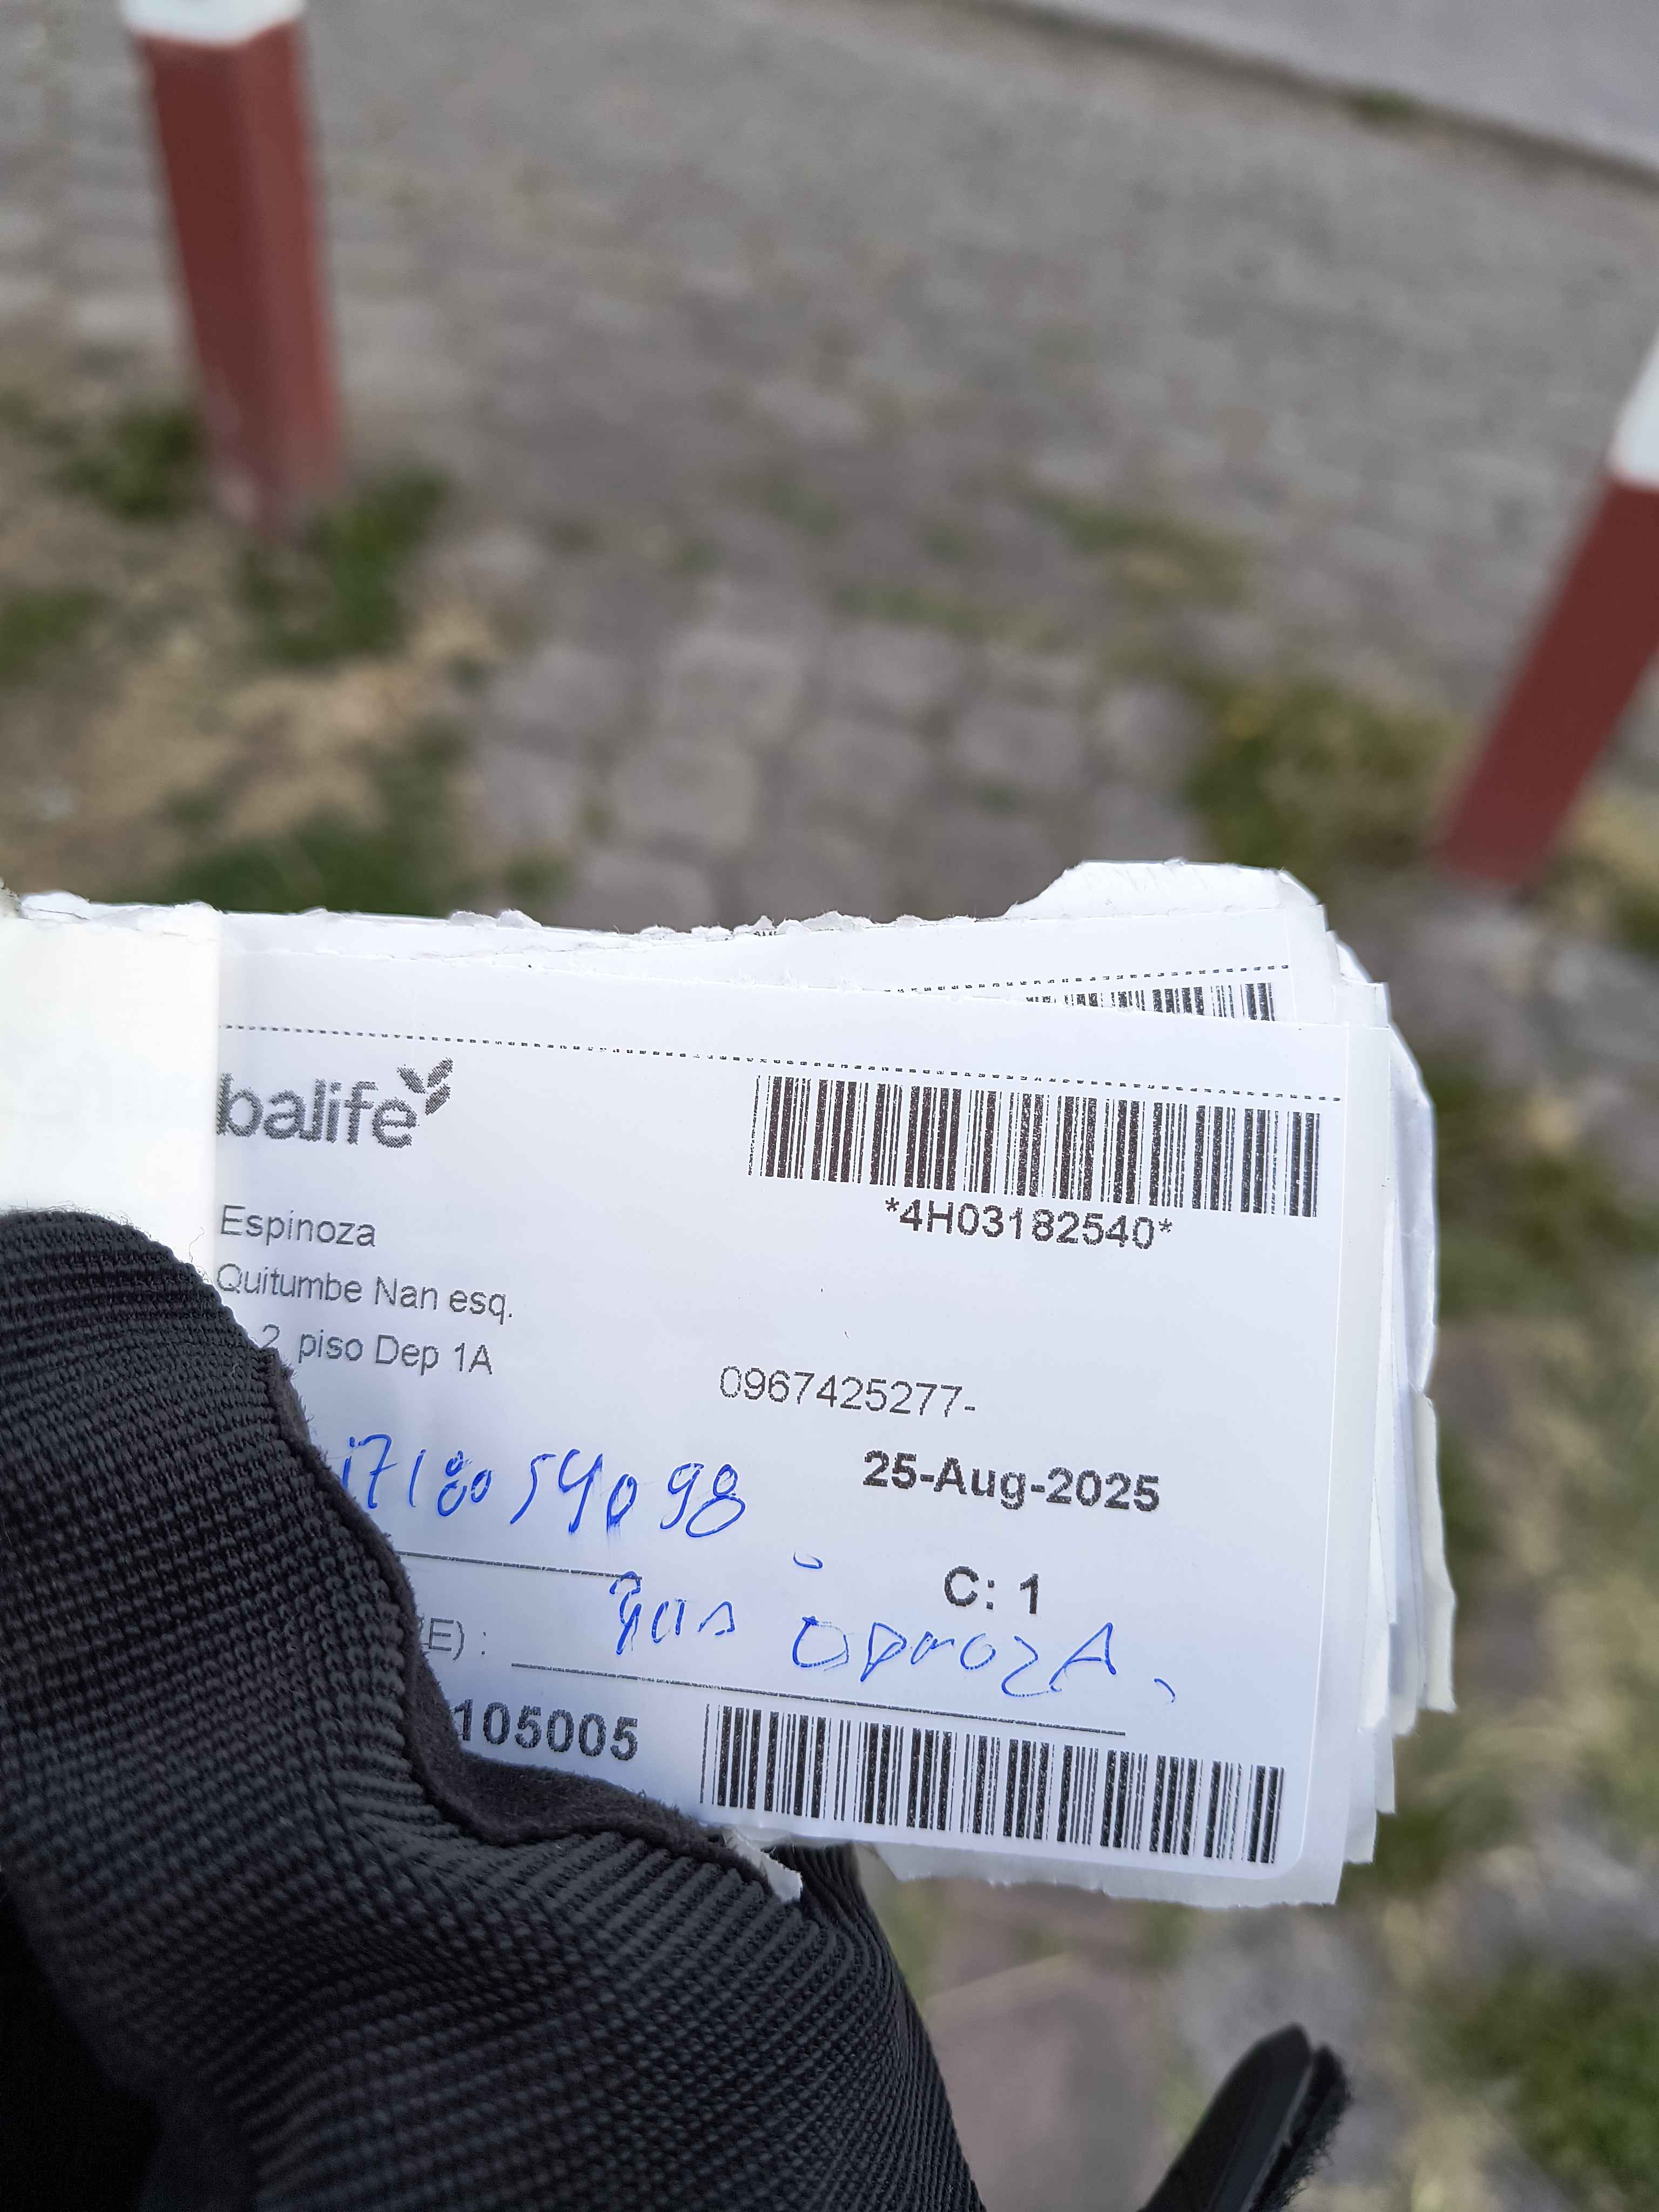 balife
*4H03182540*
Espinoza
Quitumbe Nan esq.
2 piso Dep 1A
0967425277-
1718054098
25-Aug-2025
C: 1
E) :
105005